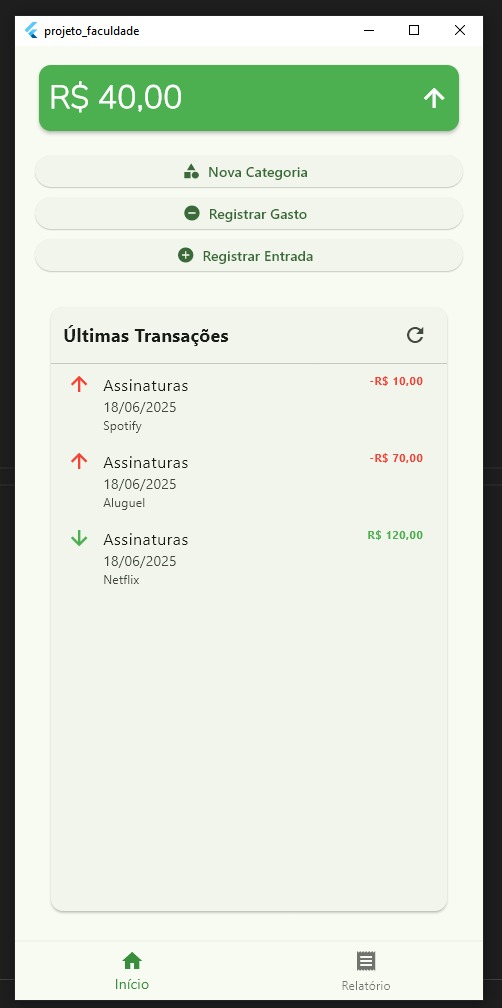 projeto_faculdade
R$ 40,00
Nova Categoria
Registrar Gasto
Registrar Entrada
Últimas Transações
Assinaturas
-R$ 10,00
18/06/2025
Spotify
Assinaturas
-R$ 70,00
18/06/2025
Aluguel
Assinaturas
R$ 120,00
18/06/2025
Netflix
Início
Relatório